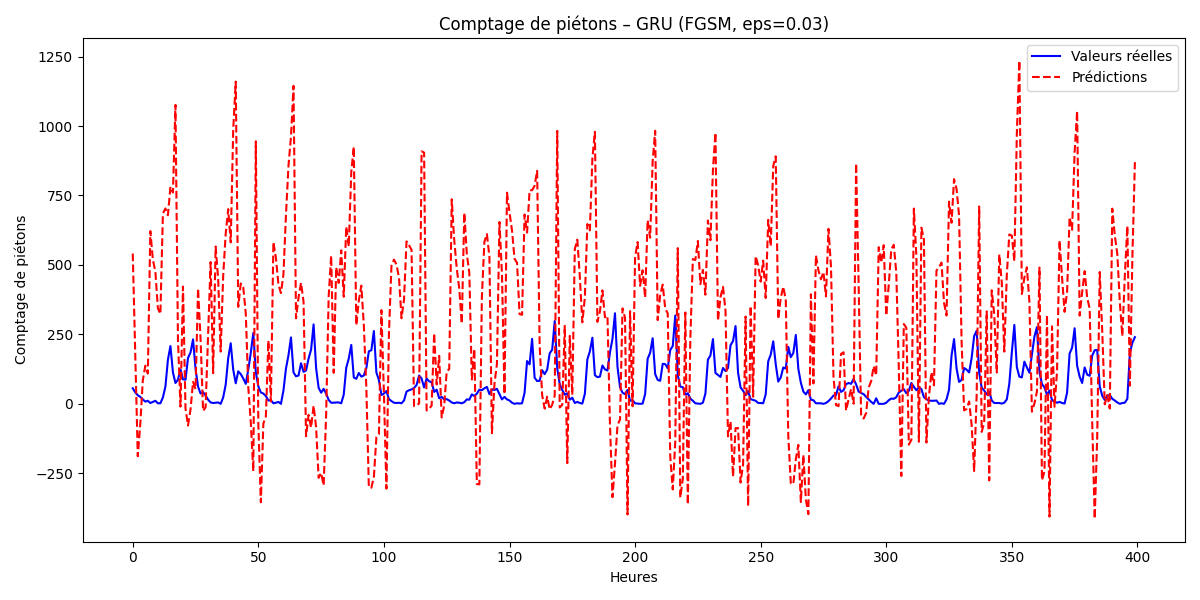 Comptage de piétons – GRU (FGSM, eps=0.03)
Valeurs réelles
Prédictions
Comptage de piétons
1250
1000
750
500
250
0
−250
0 50 100 150 200 250 300 350 400
Heures